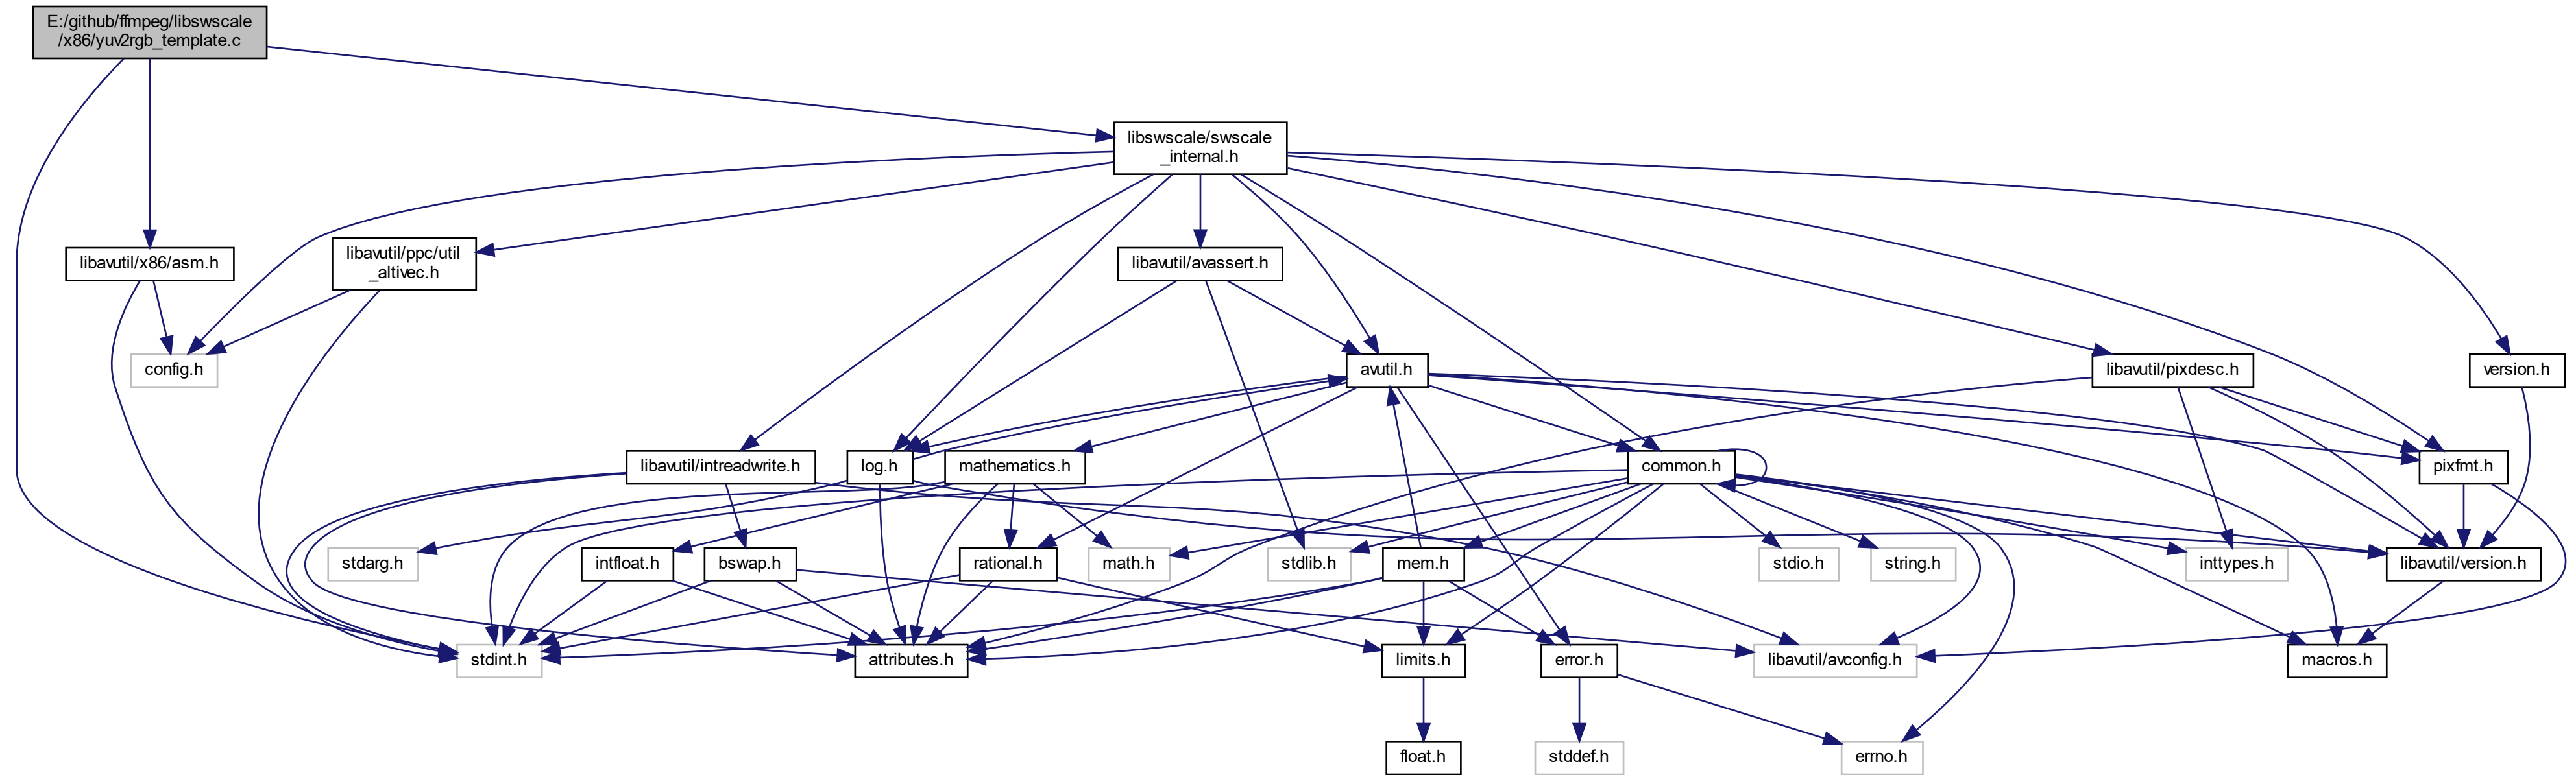 E:/github/ffmpeg/libswscale
/x86/yuv2rgb_template.c
libswscale/swscale
_internal.h
libavutil/x86/asm.h
libavutil/ppc/util
_altivec.h
libavutil/avassert.h
config.h
avutil.h
libavutil/pixdesc.h
version.h
libavutil/intreadwrite.h
log.h
mathematics.h
common.h
pixfmt.h
stdarg.h
intfloat.h
bswap.h
rational.h
math.h
stdlib.h
mem.h
stdio.h
string.h
inttypes.h
libavutil/version.h
stdint.h
attributes.h
limits.h
error.h
libavutil/avconfig.h
macros.h
float.h
stddef.h
errno.h